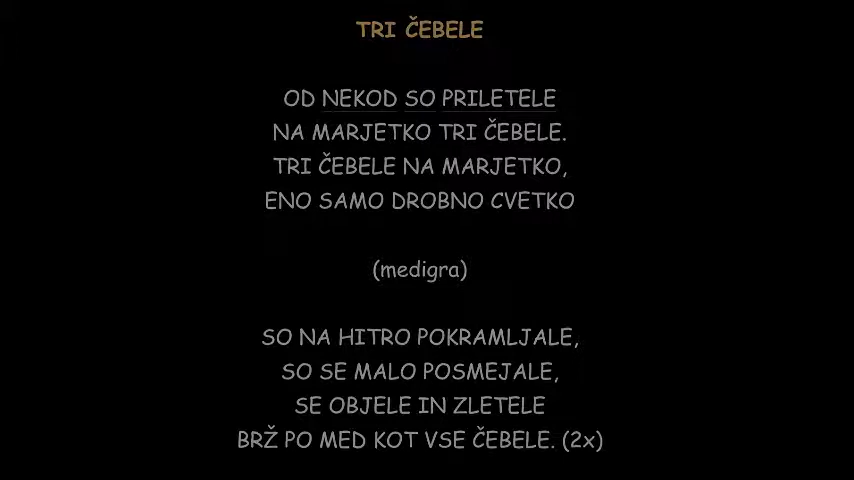 TRI ČEBELE
OD NEKOD SO PRILETELE
NA MARJETKO TRI ČEBELE.
TRI ČEBELE NA MARJETKO,
ENO SAMO DROBNO CVETKO
(medigra)
SO NA HITRO POKRAMLJALE,
SO SE MALO POSMEJALE,
SE OBJELE IN ZLETELE
BRŽ PO MED KOT VSE ČEBELE. (2x)